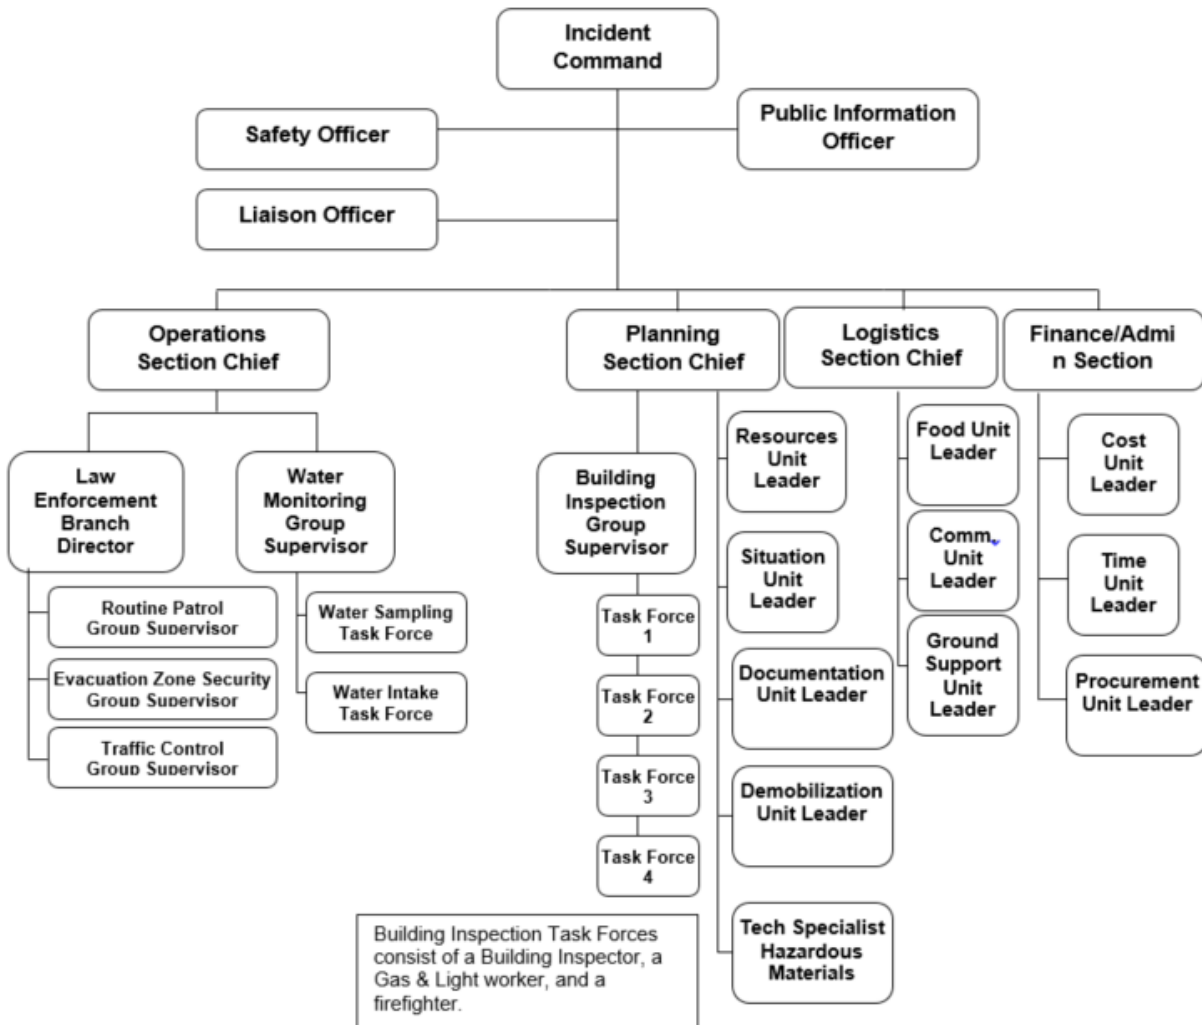 Incident
Command
Safety Officer
Public Information
Officer
Liaison Officer
Operations
Section Chief
Planning
Section Chief
Logistics
Section Chief
Finance/Admi
n Section
Law
Enforcement
Branch
Director
Water
Monitoring
Group
Supervisor
Routine Patrol
Group Supervisor
Evacuation Zone Security
Group Supervisor
Traffic Control
Group Supervisor
Water Sampling
Task Force
Water Intake
Task Force
Building
Inspection
Group
Supervisor
Task Force
1
Task Force
2
Task Force
3
Task Force
4
Resources
Unit
Leader
Situation
Unit
Leader
Documentation
Unit Leader
Demobilization
Unit Leader
Tech Specialist
Hazardous
Materials
Food Unit
Leader
Comm.
Unit
Leader
Ground
Support
Unit
Leader
Cost
Unit
Leader
Time
Unit
Leader
Procurement
Unit Leader
Building Inspection Task Forces
consist of a Building Inspector, a
Gas & Light worker, and a
firefighter.